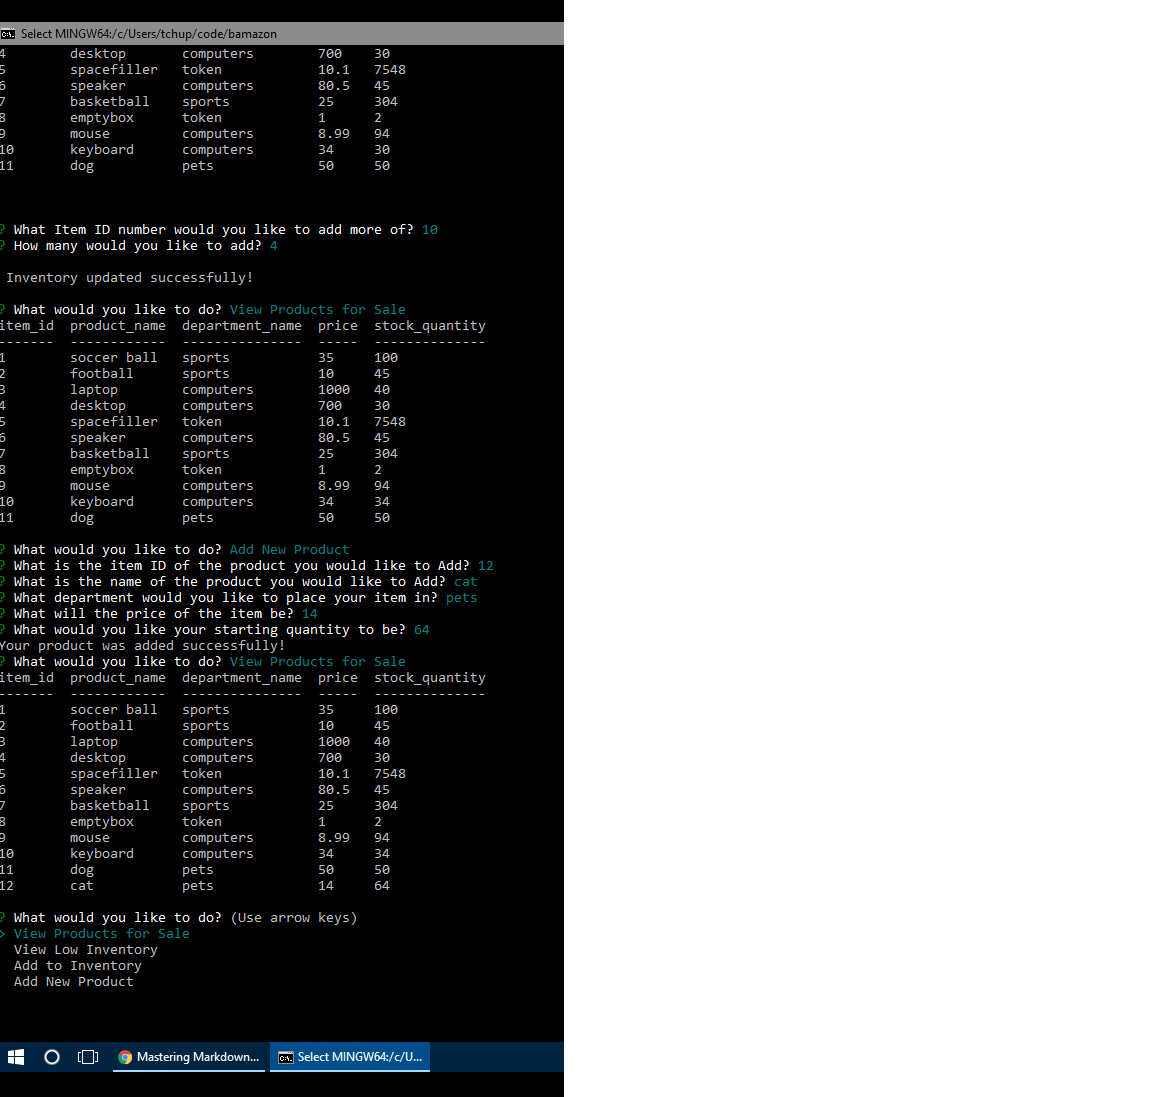 Select MINGW64:/c/Users/tchup/code/bamazon
4 desktop computers 700 30
5 spacefiller token 10.1 7548
6 speaker computers 80.5 45
7 basketball sports 25 304
8 emptybox token 1 2
9 mouse computers 8.99 94
10 keyboard computers 34 30
11 dog pets 50 50
? What Item ID number would you like to add more of? 10
? How many would you like to add? 4
Inventory updated successfully!
? What would you like to do? View Products for Sale
item_id product_name department_name price stock_quantity
------- ------------ --------------- ----- --------------
1 soccer ball sports 35 100
2 football sports 10 45
3 laptop computers 1000 40
4 desktop computers 700 30
5 spacefiller token 10.1 7548
6 speaker computers 80.5 45
7 basketball sports 25 304
8 emptybox token 1 2
9 mouse computers 8.99 94
10 keyboard computers 34 34
11 dog pets 50 50
? What would you like to do? Add New Product
? What is the item ID of the product you would like to Add? 12
? What is the name of the product you would like to Add? cat
? What department would you like to place your item in? pets
? What will the price of the item be? 14
? What would you like your starting quantity to be? 64
Your product was added successfully!
? What would you like to do? View Products for Sale
item_id product_name department_name price stock_quantity
------- ------------ --------------- ----- --------------
1 soccer ball sports 35 100
2 football sports 10 45
3 laptop computers 1000 40
4 desktop computers 700 30
5 spacefiller token 10.1 7548
6 speaker computers 80.5 45
7 basketball sports 25 304
8 emptybox token 1 2
9 mouse computers 8.99 94
10 keyboard computers 34 34
11 dog pets 50 50
12 cat pets 14 64
? What would you like to do? (Use arrow keys)
> View Products for Sale
View Low Inventory
Add to Inventory
Add New Product
Mastering Markdown... Select MINGW64:/c/U...